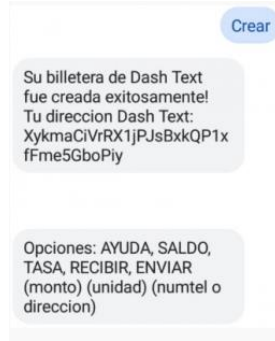 Crear
Su billetera de Dash Text
fue creada exitosamente!
Tu direccion Dash Text:
XykmaCiVrRX1jPJsBxkQP1x
fFme5GboPiy
Opciones: AYUDA, SALDO,
TASA, RECIBIR, ENVIAR
(monto) (unidad) (numtel o
direccion)